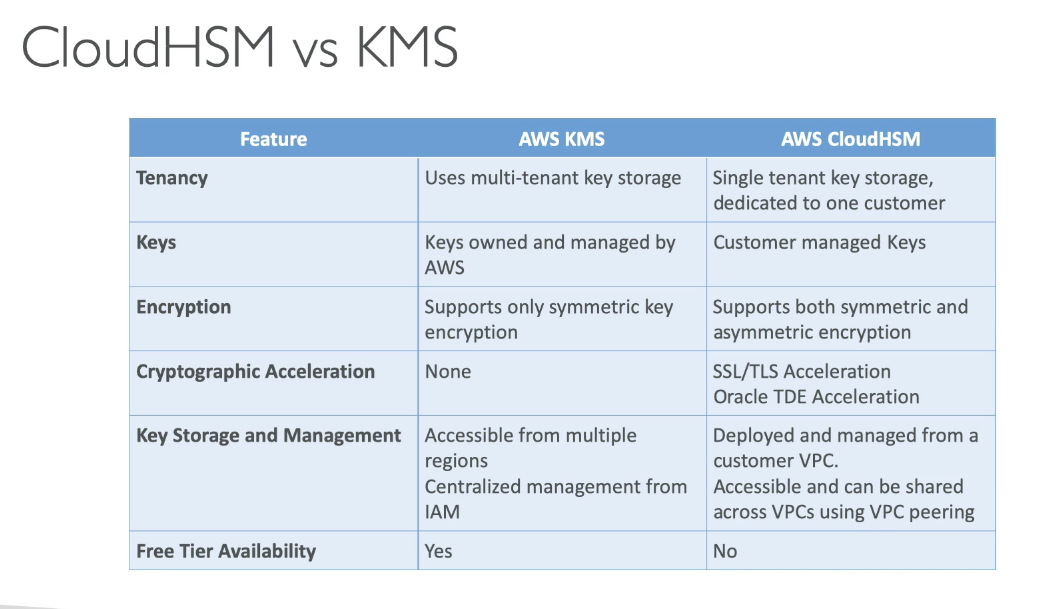 CloudHSM vs KMS
Feature AWS KMS AWS CloudHSM
Tenancy Uses multi-tenant key storage Single tenant key storage,
dedicated to one customer
Keys Keys owned and managed by Customer managed Keys
AWS
Encryption Supports only symmetric key Supports both symmetric and
encryption asymmetric encryption
Cryptographic Acceleration None SSL/TLS Acceleration
Oracle TDE Acceleration
Key Storage and Management Accessible from multiple Deployed and managed from a
regions customer VPC.
Centralized management from Accessible and can be shared
IAM across VPCs using VPC peering
Free Tier Availability Yes No